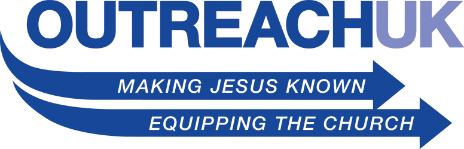 OUTREACHUK
MAKING JESUS KNOWN
EQUIPPING THE CHURCH